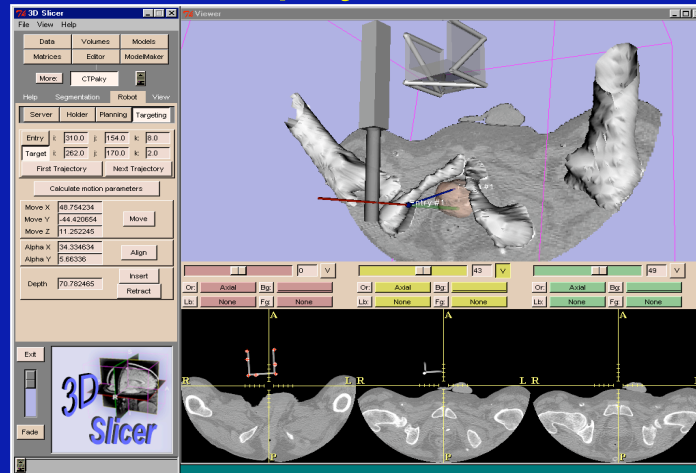 3D Slicer
File View Help
Data Volumes Models
Matrices Editor ModelMaker
More: CTPaky
Help Segmentation Robot View
Server Holder Planning Targeting
Entry i: 310.0 j: 154.0 k: 8.0
Target i: 262.0 j: 170.0 k: 2.0
First Trajectory Next Trajectory
Calculate motion parameters
Move X 48.754234
Move Y -44.420654 Move
Move Z 11.252245
Alpha X 34.334634 Align
Alpha Y 5.66336
Depth 70.782465 Insert
Retract
Exit
Fade
3D Slicer
Viewer
Entry #1
0 V 43 V 49 V
Or: Axial Bg: Or: Axial Bg: Or: Axial Bg:
Lb: None Fg: None Lb: None Fg: None Lb: None Fg: None
A A A
R L R L R L
P P P